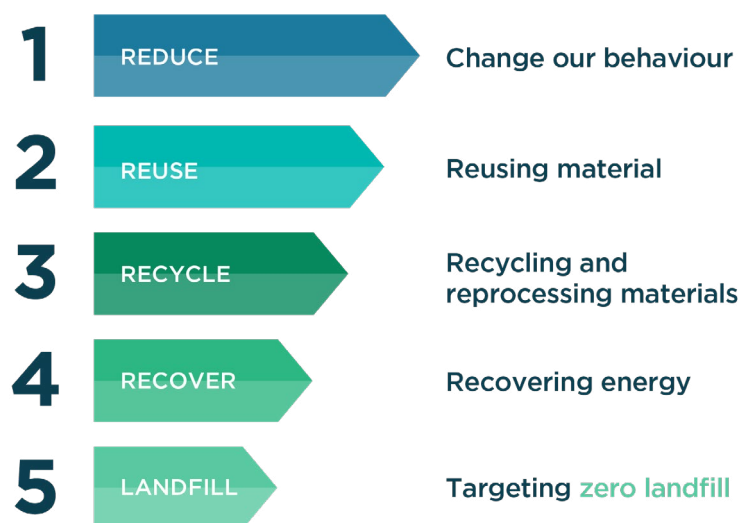 1 REDUCE Change our behaviour
2 REUSE Reusing material
3 RECYCLE Recycling and
reprocessing materials
4 RECOVER Recovering energy
5 LANDFILL Targeting zero landfill